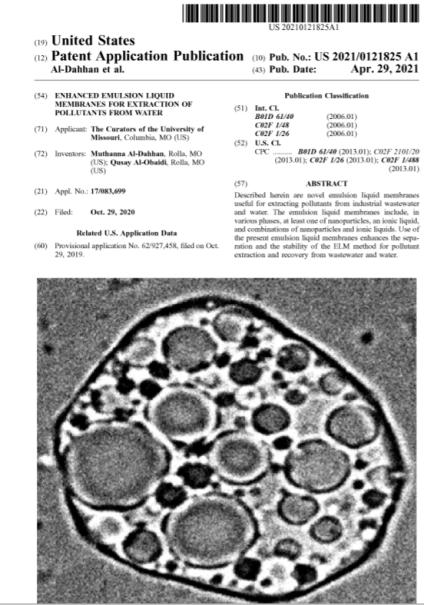 US 20210121825A1
(19) United States
(12) Patent Application Publication (10) Pub. No.: US 2021/0121825 A1
Al-Dahhan et al. (43) Pub. Date: Apr. 29, 2021
(54) ENHANCED EMULSION LIQUID
MEMBRANES FOR EXTRACTION OF
POLLUTANTS FROM WATER
(71) Applicant: The Curators of the University of
Missouri, Columbia, MO (US)
(72) Inventors: Muthanna Al-Dahhan, Rolla, MO
(US); Qusay Al-Obaidi, Rolla, MO
(US)
(21) Appl. No.: 17/083,699
(22) Filed: Oct. 29, 2020
Related U.S. Application Data
(60) Provisional application No. 62/927,458, filed on Oct.
29, 2019.
Publication Classification
(51) Int. Cl.
B01D 61/40 (2006.01)
C02F 1/48 (2006.01)
C02F 1/26 (2006.01)
(52) U.S. Cl.
CPC .......... B01D 61/40 (2013.01); C02F 2101/20
(2013.01); C02F 1/26 (2013.01); C02F 1/488
(2013.01)
(57) ABSTRACT
Described herein are novel emulsion liquid membranes
useful for extracting pollutants from industrial wastewater
and water. The emulsion liquid membranes include, in
various phases, at least one of nanoparticles, an ionic liquid,
and combinations of nanoparticles and ionic liquids. Use of
the present emulsion liquid membranes enhances the sepa-
ration and the stability of the ELM method for pollutant
extraction and recovery from wastewater and water.